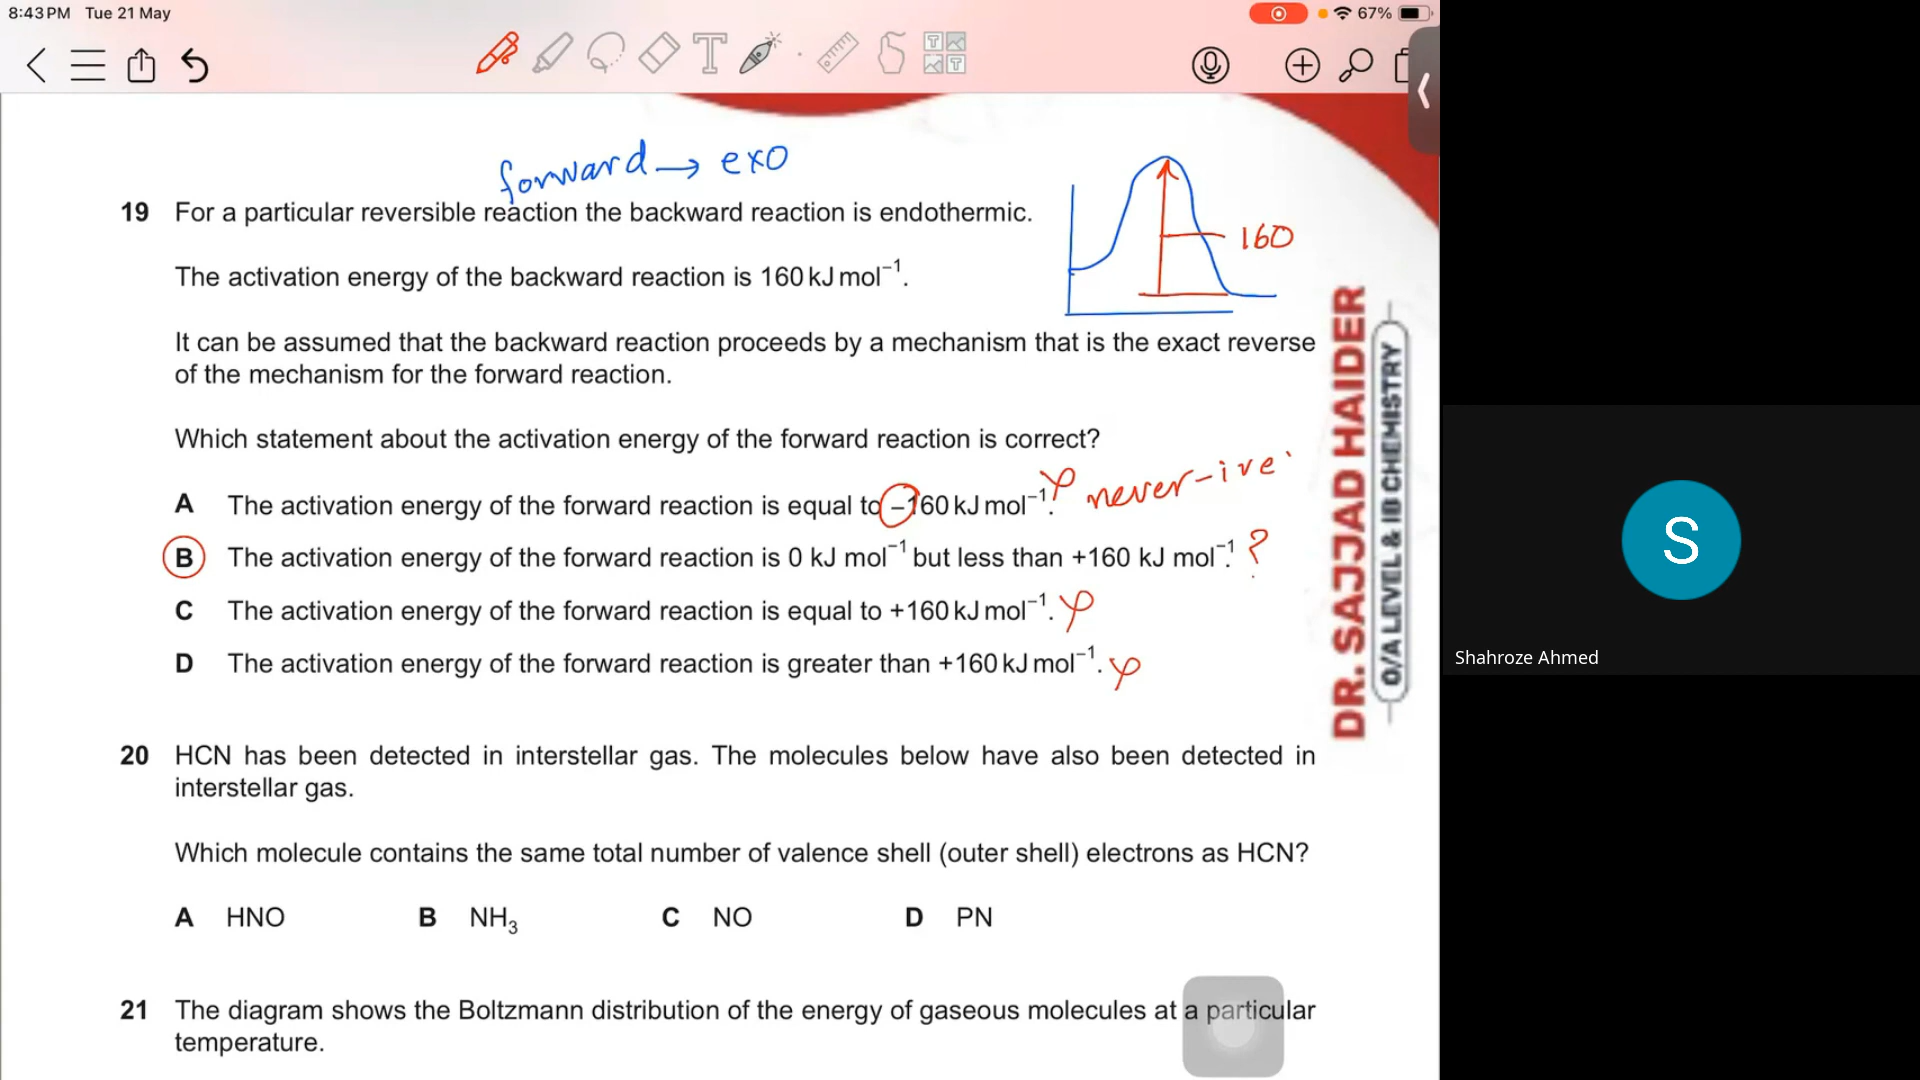 8:43 PM Tue 21 May
67%
forward → exo
19 For a particular reversible reaction the backward reaction is endothermic.
160
The activation energy of the backward reaction is 160 kJ mol⁻¹.
It can be assumed that the backward reaction proceeds by a mechanism that is the exact reverse
of the mechanism for the forward reaction.
Which statement about the activation energy of the forward reaction is correct?
never -ive
A The activation energy of the forward reaction is equal to –160 kJ mol⁻¹.
B The activation energy of the forward reaction is 0 kJ mol⁻¹ but less than +160 kJ mol⁻¹. ?
C The activation energy of the forward reaction is equal to +160 kJ mol⁻¹.
D The activation energy of the forward reaction is greater than +160 kJ mol⁻¹.
20 HCN has been detected in interstellar gas. The molecules below have also been detected in
interstellar gas.
Which molecule contains the same total number of valence shell (outer shell) electrons as HCN?
A HNO B NH₃ C NO D PN
21 The diagram shows the Boltzmann distribution of the energy of gaseous molecules at a particular
temperature.
DR. SAJJAD HAIDER
O/A LEVEL & IB CHEMISTRY
S
Shahroze Ahmed